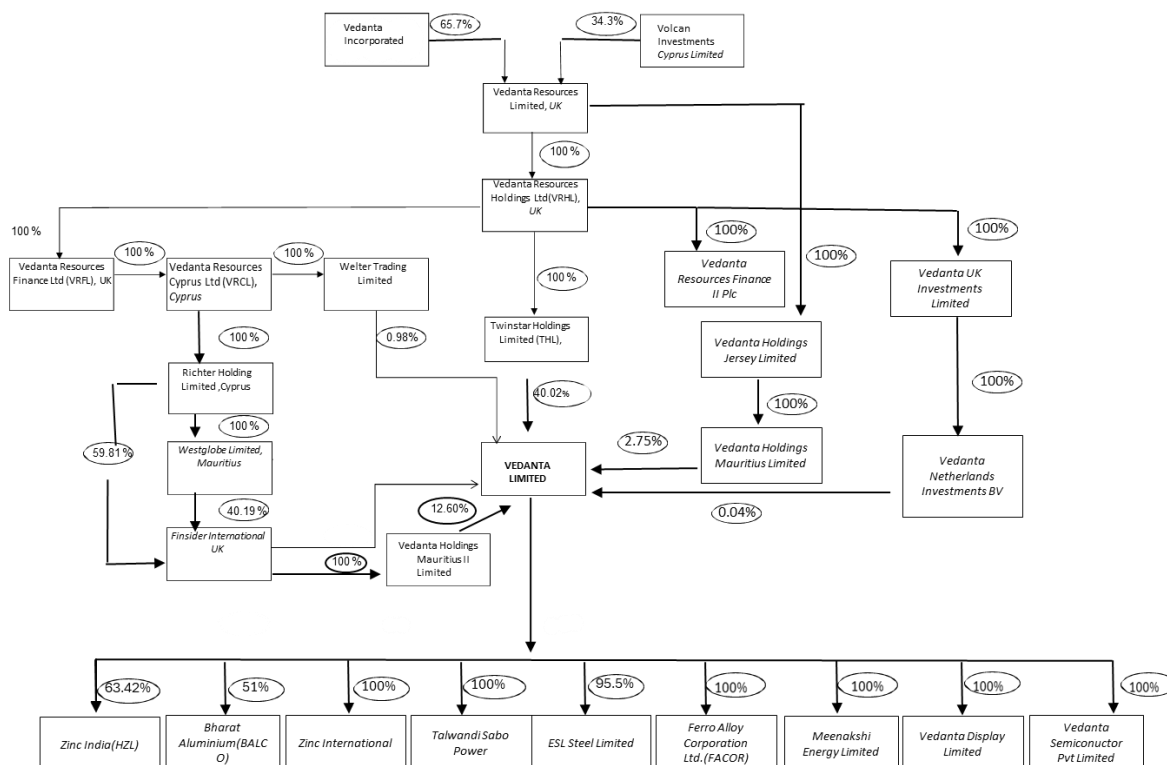 Vedanta
Incorporated
65.7%
34.3%
Volcan
Investments
Cyprus Limited
Vedanta Resources
Limited, UK
100 %
Vedanta Resources
Holdings Ltd(VRHL),
UK
100 %
100 %
100 %
100%
100%
100%
Vedanta Resources
Finance Ltd (VRFL), UK
Vedanta Resources
Cyprus Ltd (VRCL),
Cyprus
Welter Trading
Limited
100 %
Vedanta
Resources Finance
II Plc
Vedanta UK
Investments
Limited
100 %
0.98%
Twinstar Holdings
Limited (THL),
Vedanta Holdings
Jersey Limited
Richter Holding
Limited ,Cyprus
40.02%
100%
100%
100 %
59.81%
Westglobe Limited,
Mauritius
VEDANTA
LIMITED
2.75%
Vedanta Holdings
Mauritius Limited
Vedanta
Netherlands
Investments BV
40.19%
12.60%
0.04%
Finsider International
UK
100 %
Vedanta Holdings
Mauritius II
Limited
63.42%
51%
100%
100%
95.5%
100%
100%
100%
100%
Zinc India(HZL)
Bharat
Aluminium(BALC
O)
Zinc International
Talwandi Sabo
Power
ESL Steel Limited
Ferro Alloy
Corporation
Ltd.(FACOR)
Meenakshi
Energy Limited
Vedanta Display
Limited
Vedanta
Semiconuctor
Pvt Limited